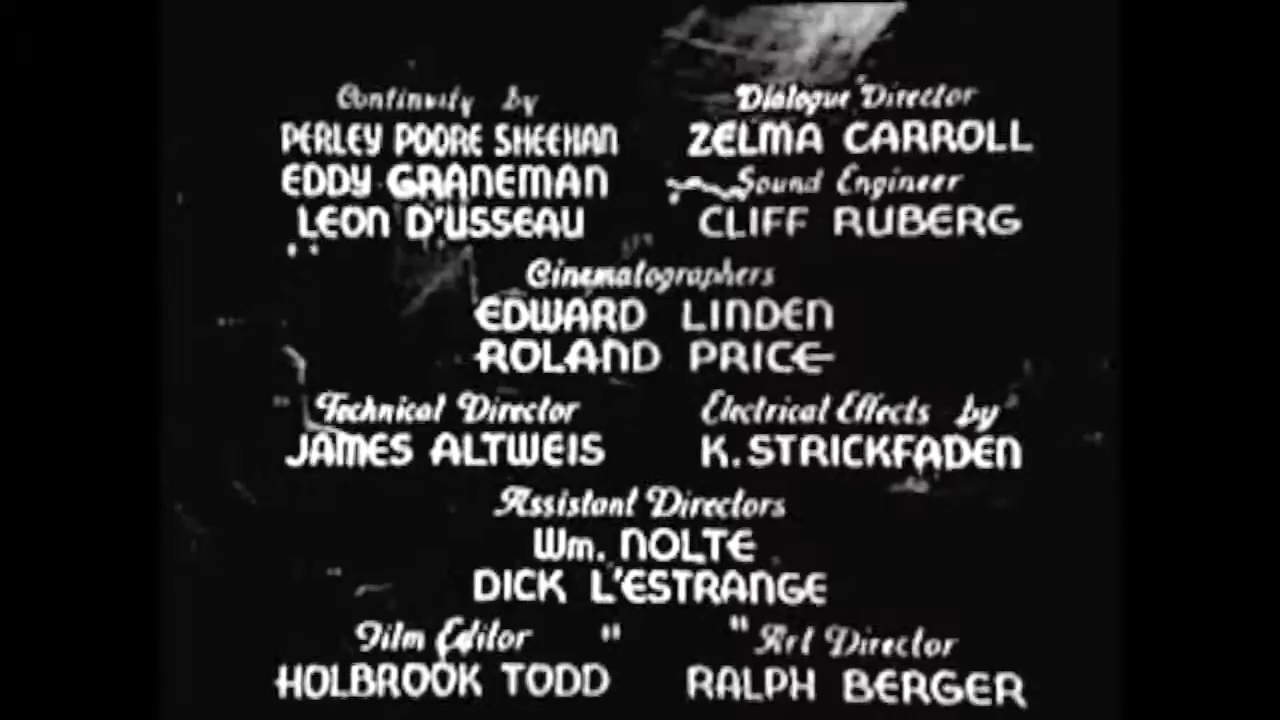 Continuity by
PERLEY POORE SHEEHAN
EDDY GRANEMAN
LEON D'USSEAU
Dialogue Director
ZELMA CARROLL
Sound Engineer
CLIFF RUBERG
Cinematographers
EDWARD LINDEN
ROLAND PRICE
Technical Director
JAMES ALTWEIS
Electrical Effects by
K. STRICKFADEN
Assistant Directors
Wm. NOLTE
DICK L'ESTRANGE
Film Editor
HOLBROOK TODD
Art Director
RALPH BERGER